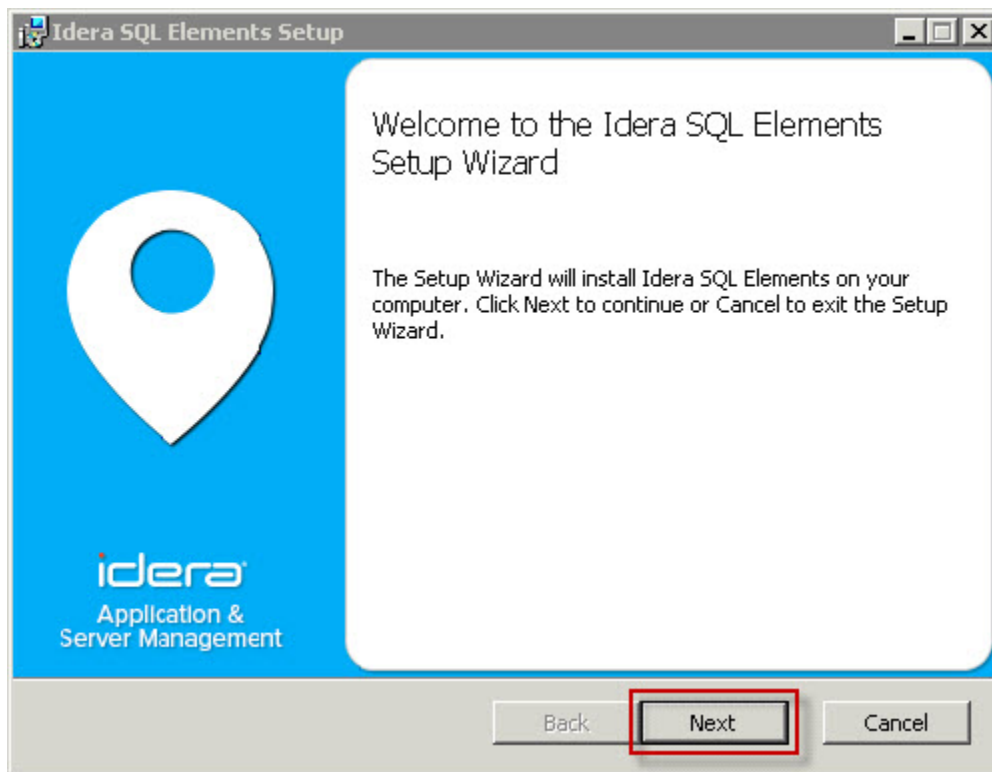 Idera SQL Elements Setup
Welcome to the Idera SQL Elements
Setup Wizard
The Setup Wizard will install Idera SQL Elements on your
computer. Click Next to continue or Cancel to exit the Setup
Wizard.
idera
Application &
Server Management
Back
Next
Cancel